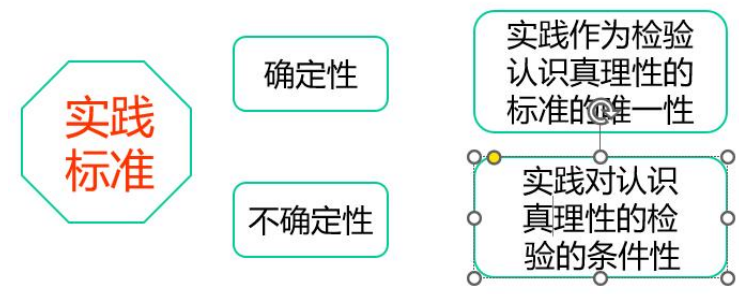 实践
标准
确定性
不确定性
实践作为检验
认识真理性的
标准的唯一性
实践对认识
真理性的检
验的条件性